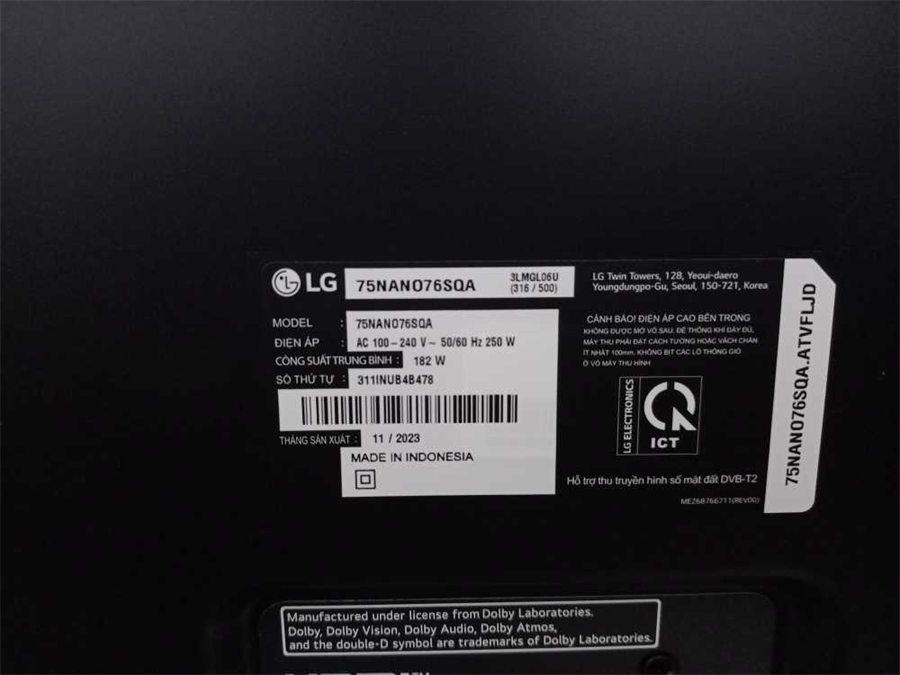 LG 75NANO76SQA 3LMGL06U
(316 / 500)
MODEL : 75NANO76SQA
ĐIỆN ÁP : AC 100-240 V~ 50/60 Hz 250 W
CÔNG SUẤT TRUNG BÌNH : 182 W
SỐ THỨ TỰ : 311INUB4B478
THÁNG SẢN XUẤT : 11 / 2023
MADE IN INDONESIA
LG Twin Towers, 128, Yeoui-daero
Youngdungpo-Gu, Seoul, 150-721, Korea
CẢNH BÁO! ĐIỆN ÁP CAO BÊN TRONG
KHÔNG ĐƯỢC MỞ VỎ SAU. ĐỂ THÔNG KHÍ ĐẦY ĐỦ,
MÁY THU PHẢI ĐẶT CÁCH TƯỜNG HOẶC VÁCH CHẮN
ÍT NHẤT 100mm. KHÔNG BỊT CÁC LỖ THÔNG GIÓ
Ở VỎ MÁY THU HÌNH
LG ELECTRONICS
ICT
Hỗ trợ thu truyền hình số mặt đất DVB-T2
MEZ68766711(REV00)
75NANO76SQA.ATVFLJD
Manufactured under license from Dolby Laboratories.
Dolby, Dolby Vision, Dolby Audio, Dolby Atmos,
and the double-D symbol are trademarks of Dolby Laboratories.